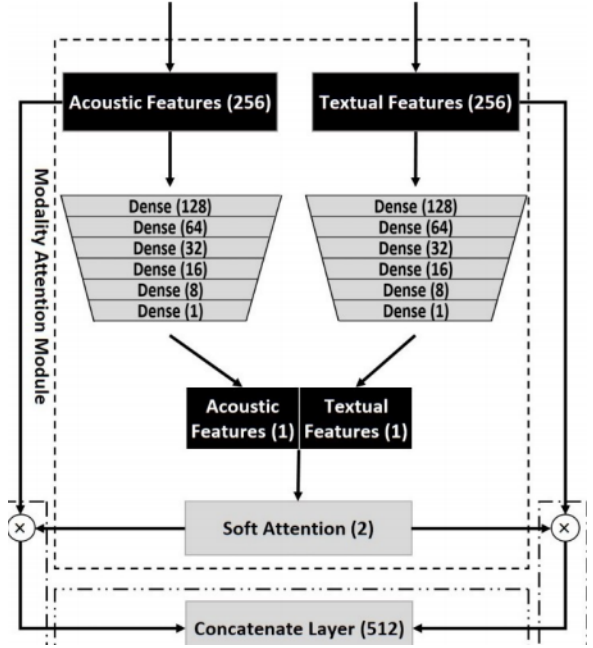 Acoustic Features (256)
Textual Features (256)
Modality Attention Module
Dense (128)
Dense (64)
Dense (32)
Dense (16)
Dense (8)
Dense (1)
Dense (128)
Dense (64)
Dense (32)
Dense (16)
Dense (8)
Dense (1)
Acoustic
Features (1)
Textual
Features (1)
Soft Attention (2)
×
×
Concatenate Layer (512)